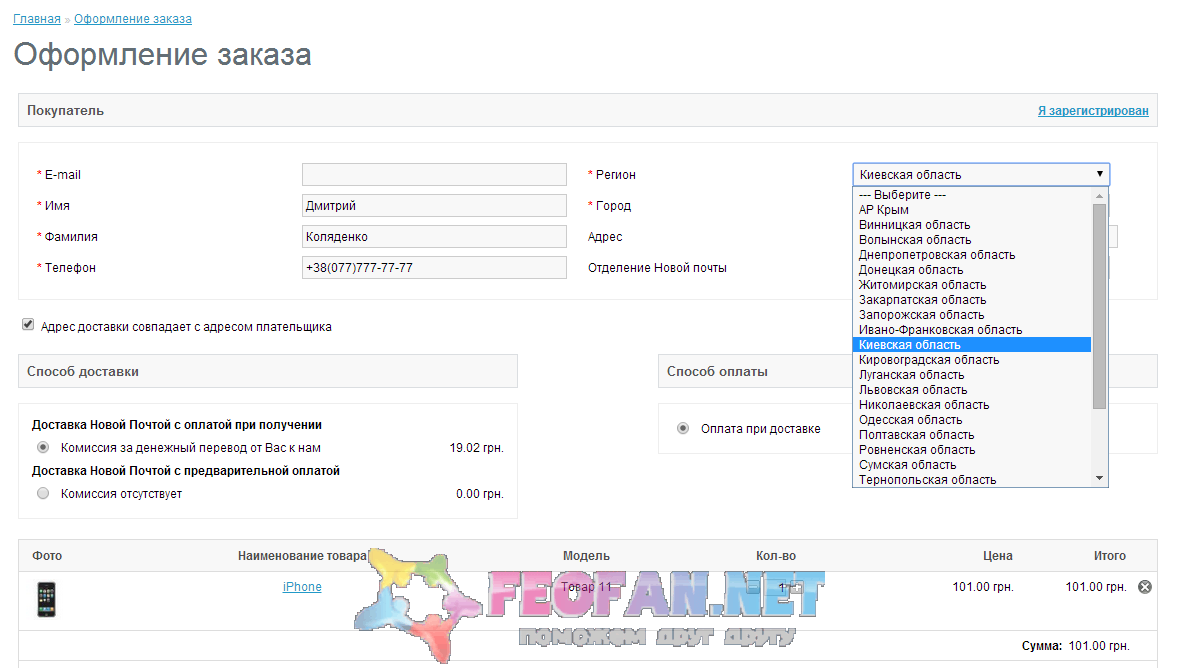 Главная » Оформление заказа
Оформление заказа
Покупатель Я зарегистрирован
* E-mail * Регион Киевская область
* Имя Дмитрий * Город
* Фамилия Коляденко Адрес
* Телефон +38(077)777-77-77 Отделение Новой почты
--- Выберите ---
АР Крым
Винницкая область
Волынская область
Днепропетровская область
Донецкая область
Житомирская область
Закарпатская область
Запорожская область
Ивано-Франковская область
Киевская область
Кировоградская область
Луганская область
Львовская область
Николаевская область
Одесская область
Полтавская область
Ровненская область
Сумская область
Тернопольская область
Адрес доставки совпадает с адресом плательщика
Способ доставки Способ оплаты
Доставка Новой Почтой с оплатой при получении
Комиссия за денежный перевод от Вас к нам 19.02 грн. Оплата при доставке
Доставка Новой Почтой с предварительной оплатой
Комиссия отсутствует 0.00 грн.
Фото Наименование товара Модель Кол-во Цена Итого
iPhone Товар 11 1 101.00 грн. 101.00 грн.
FEOFAN.NET
поможем друг другу
Сумма: 101.00 грн.